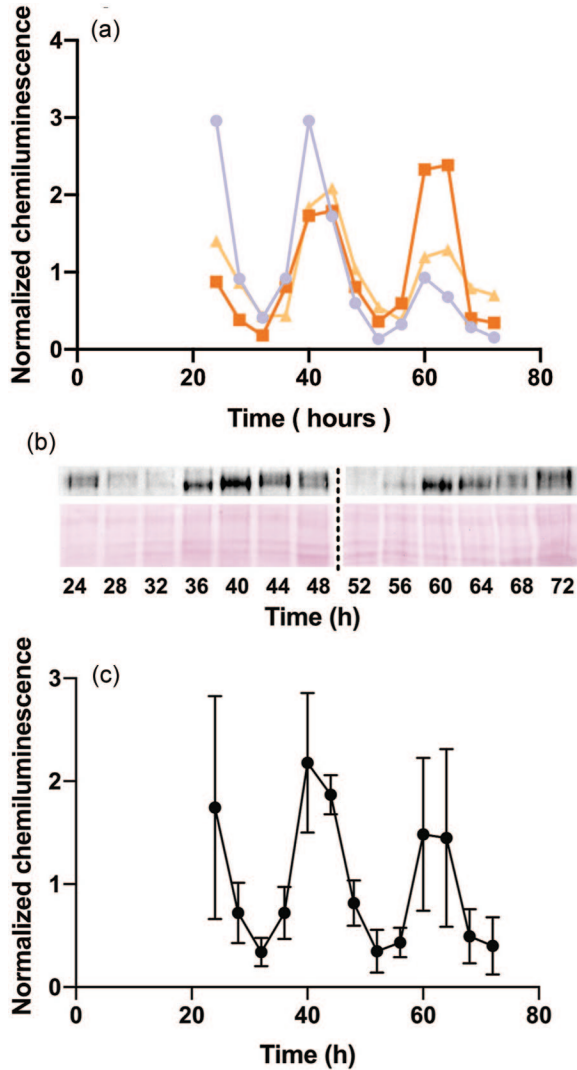 (a)
Normalized chemiluminescence
4
3
2
1
0
0 20 40 60 80
Time ( hours )
(b)
24 28 32 36 40 44 48 52 56 60 64 68 72
Time (h)
(c)
Normalized chemiluminescence
3
2
1
0
0 20 40 60 80
Time (h)